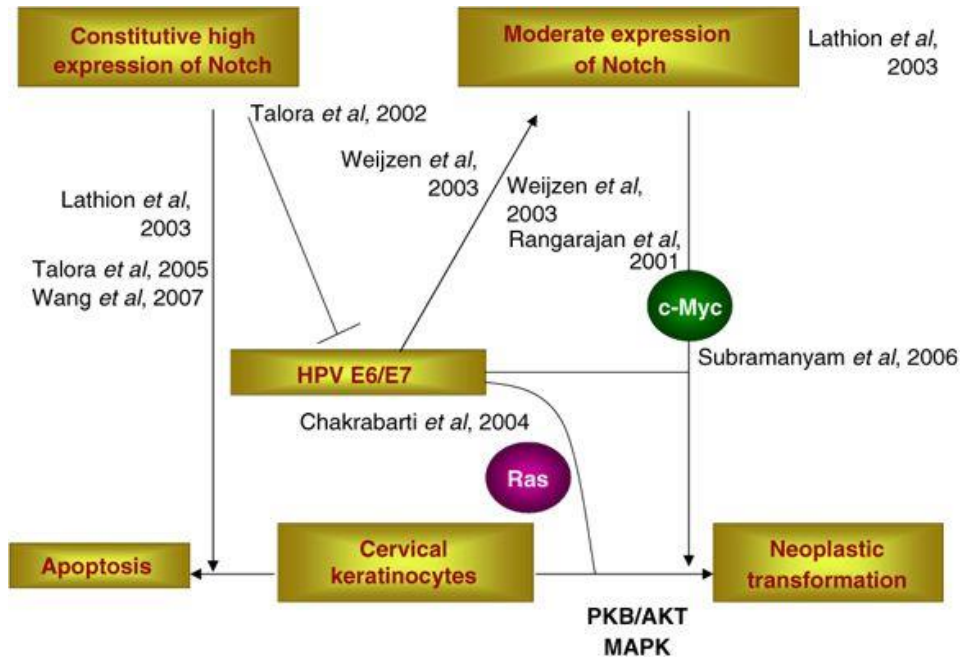 Constitutive high
expression of Notch
Moderate expression
of Notch
Lathion et al,
2003
Talora et al, 2002
Weijzen et al,
2003
Weijzen et al,
2003
Rangarajan et al,
2001
Lathion et al,
2003
Talora et al, 2005
Wang et al, 2007
c-Myc
Subramanyam et al, 2006
HPV E6/E7
Chakrabarti et al, 2004
Ras
Apoptosis
Cervical
keratinocytes
Neoplastic
transformation
PKB/AKT
MAPK